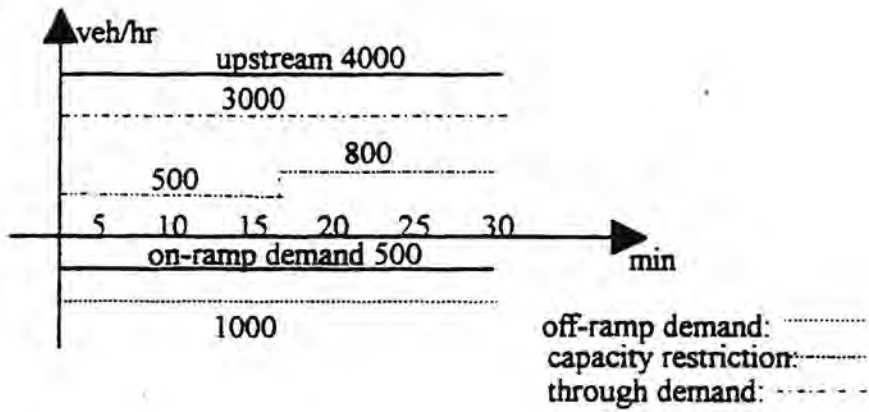 veh/hr
upstream 4000
3000
800
500
5 10 15 20 25 30
on-ramp demand 500
min
1000
off-ramp demand:
capacity restriction:
through demand: